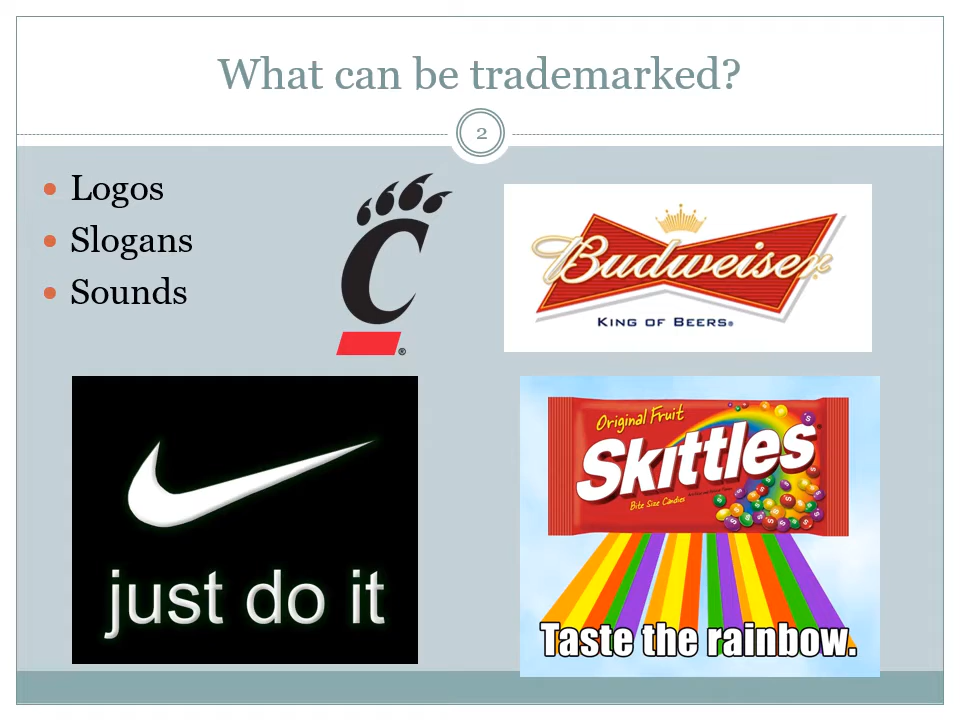 What can be trademarked?
2
Logos
Slogans
Sounds
C
®
Budweiser
KING OF BEERS®
just do it
Original Fruit
Skittles
Bite Size Candies
Taste the rainbow.